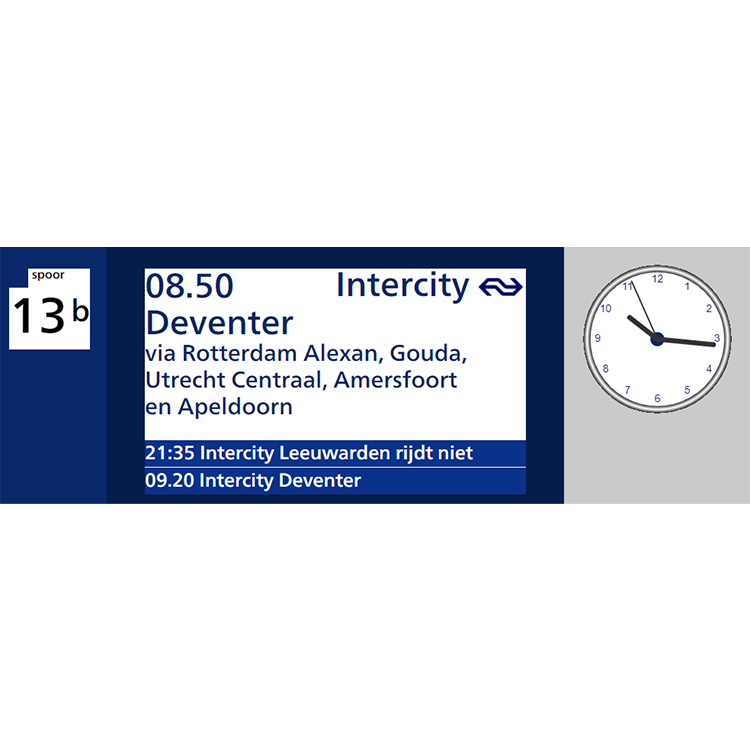 spoor
13 b
08.50 Intercity
Deventer
via Rotterdam Alexan, Gouda,
Utrecht Centraal, Amersfoort
en Apeldoorn
21:35 Intercity Leeuwarden rijdt niet
09.20 Intercity Deventer
12
11 1
10 2
9 3
8 4
7 5
6